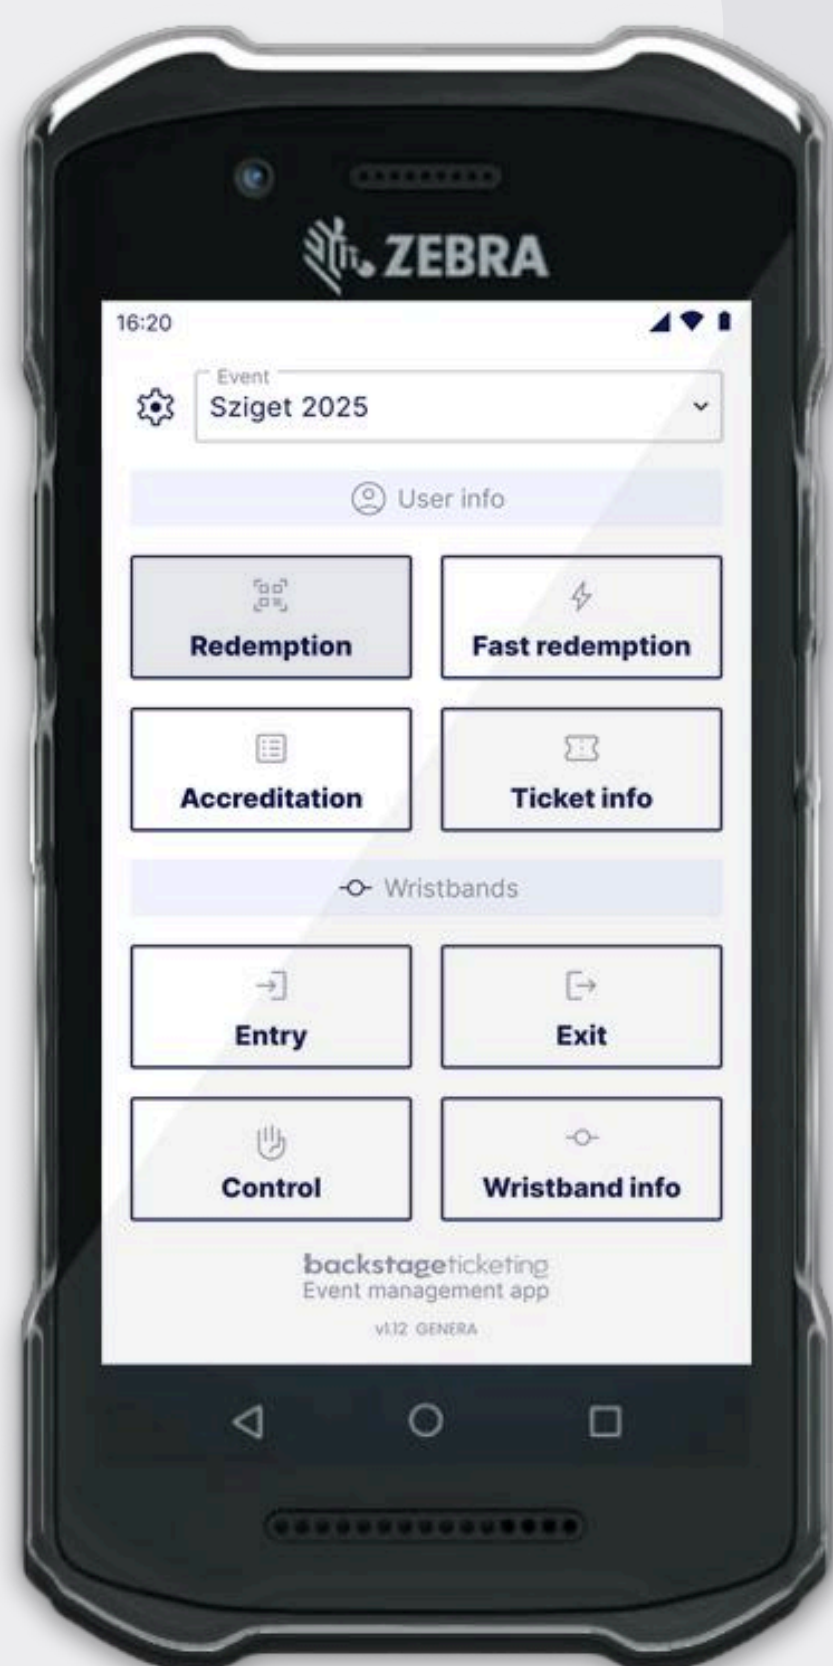 ZEBRA
16:20
Event
Sziget 2025
User info
Redemption
Fast redemption
Accreditation
Ticket info
Wristbands
Entry
Exit
Control
Wristband info
backstageticketing
Event management app
v1.12 GENERA